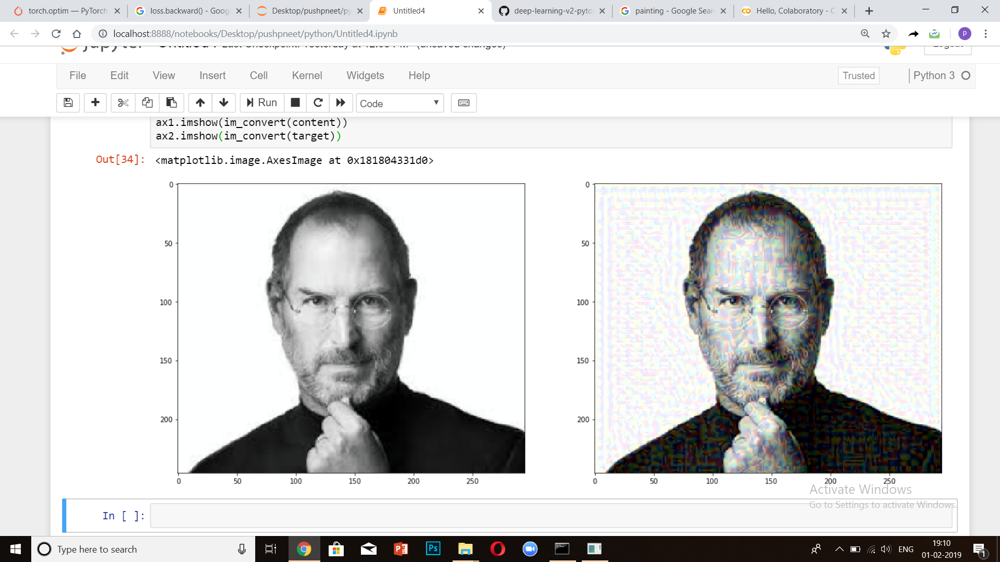 torch.optim — PyTorch
loss.backward() - Goog
Desktop/pushpneet/py
Untitled4
deep-learning-v2-pyto
painting - Google Sear
Hello, Colaboratory - C
localhost:8888/notebooks/Desktop/pushpneet/python/Untitled4.ipynb
P
File Edit View Insert Cell Kernel Widgets Help
Trusted
Python 3
Run
Code
ax1.imshow(im_convert(content))
ax2.imshow(im_convert(target))
Out[34]:
<matplotlib.image.AxesImage at 0x181804331d0>
0
50
100
150
200
0 50 100 150 200 250
0
50
100
150
200
0 50 100 150 200 250
Activate Windows
Go to Settings to activate Windows.
In [ ]:
Type here to search
Ps
ENG
19:10
01-02-2019
1